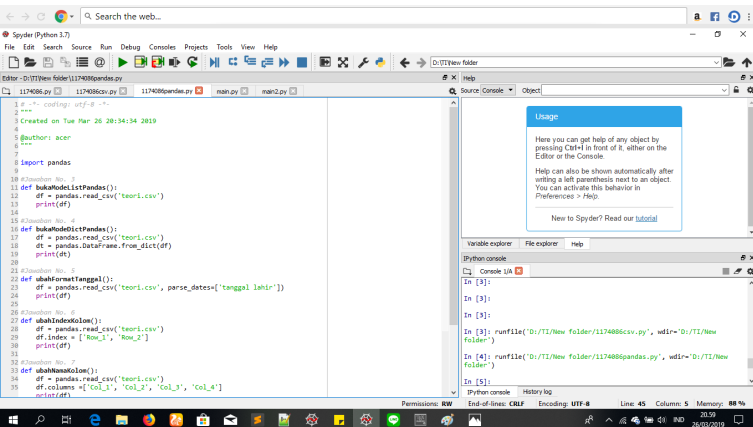 Search the web...
Spyder (Python 3.7)
File Edit Search Source Run Debug Consoles Projects Tools View Help
D:\TI\New folder
Editor - D:\TI\New folder\1174086pandas.py
1174086.py 1174086csv.py 1174086pandas.py main.py main2.py
1 # -*- coding: utf-8 -*-
2 """
3 Created on Tue Mar 26 20:34:34 2019
4
5 @author: acer
6 """
7
8 import pandas
9
10 #Jawaban No. 3
11 def bukaModeListPandas():
12 df = pandas.read_csv('teori.csv')
13 print(df)
14
15 #Jawaban No. 4
16 def bukaModeDictPandas():
17 df = pandas.read_csv('teori.csv')
18 dt = pandas.DataFrame.from_dict(df)
19 print(dt)
20
21 #Jawaban No. 5
22 def ubahFormatTanggal():
23 df = pandas.read_csv('teori.csv', parse_dates=['tanggal lahir'])
24 print(df)
25
26 #Jawaban No. 6
27 def ubahIndexKolom():
28 df = pandas.read_csv('teori.csv')
29 df.index = ['Row_1', 'Row_2']
30 print(df)
31
32 #Jawaban No. 7
33 def ubahNamaKolom():
34 df = pandas.read_csv('teori.csv')
35 df.columns =['Col_1', 'Col_2', 'Col_3', 'Col_4']
print(df)
Help
Source Console Object
Usage
Here you can get help of any object by
pressing Ctrl+I in front of it, either on the
Editor or the Console.
Help can also be shown automatically after
writing a left parenthesis next to an object.
You can activate this behavior in
Preferences > Help.
New to Spyder? Read our tutorial
Variable explorer File explorer Help
IPython console
Console 1/A
In [3]:
In [3]:
In [3]:
In [3]: runfile('D:/TI/New folder/1174086csv.py', wdir='D:/TI/New
folder')
In [4]: runfile('D:/TI/New folder/1174086pandas.py', wdir='D:/TI/New
folder')
In [5]:
IPython console History log
Permissions: RW End-of-lines: CRLF Encoding: UTF-8 Line: 45 Column: 5 Memory: 88 %
IND 20.59
26/03/2019